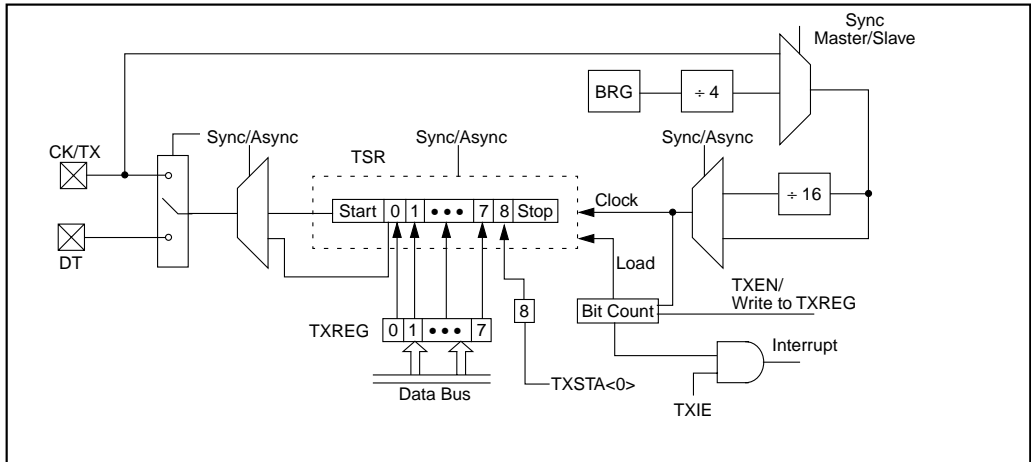 Sync
Master/Slave
BRG
÷ 4
Sync/Async
Sync/Async
Sync/Async
CK/TX
TSR
÷ 16
Start 0 1 ••• 7 8 Stop
Clock
DT
Load
TXEN/
Write to TXREG
8
Bit Count
TXREG 0 1 ••• 7
Interrupt
Data Bus
TXSTA<0>
TXIE